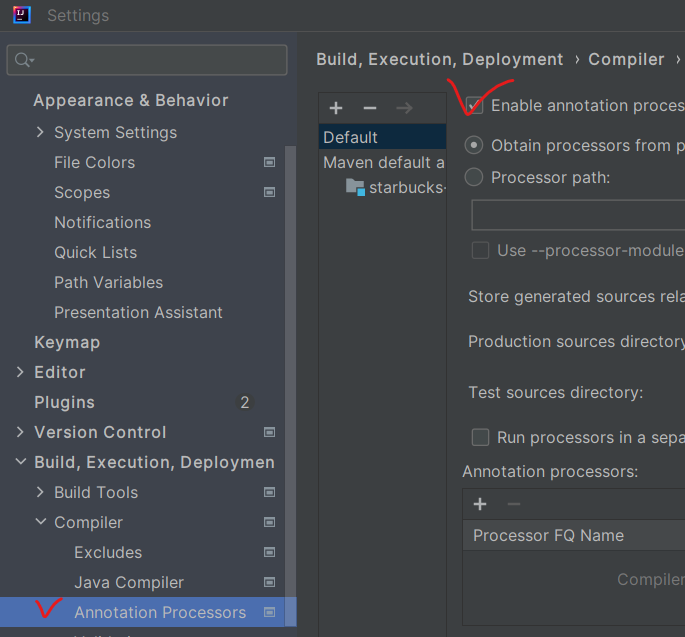 Settings
Appearance & Behavior
System Settings
File Colors
Scopes
Notifications
Quick Lists
Path Variables
Presentation Assistant
Keymap
Editor
Plugins 2
Version Control
Build, Execution, Deploymen
Build Tools
Compiler
Excludes
Java Compiler
Annotation Processors
Build, Execution, Deployment › Compiler ›
Default
Maven default a
starbucks-
Enable annotation proces
Obtain processors from p
Processor path:
Use --processor-module
Store generated sources rela
Production sources directory
Test sources directory:
Run processors in a sepa
Annotation processors:
Processor FQ Name
Compiler